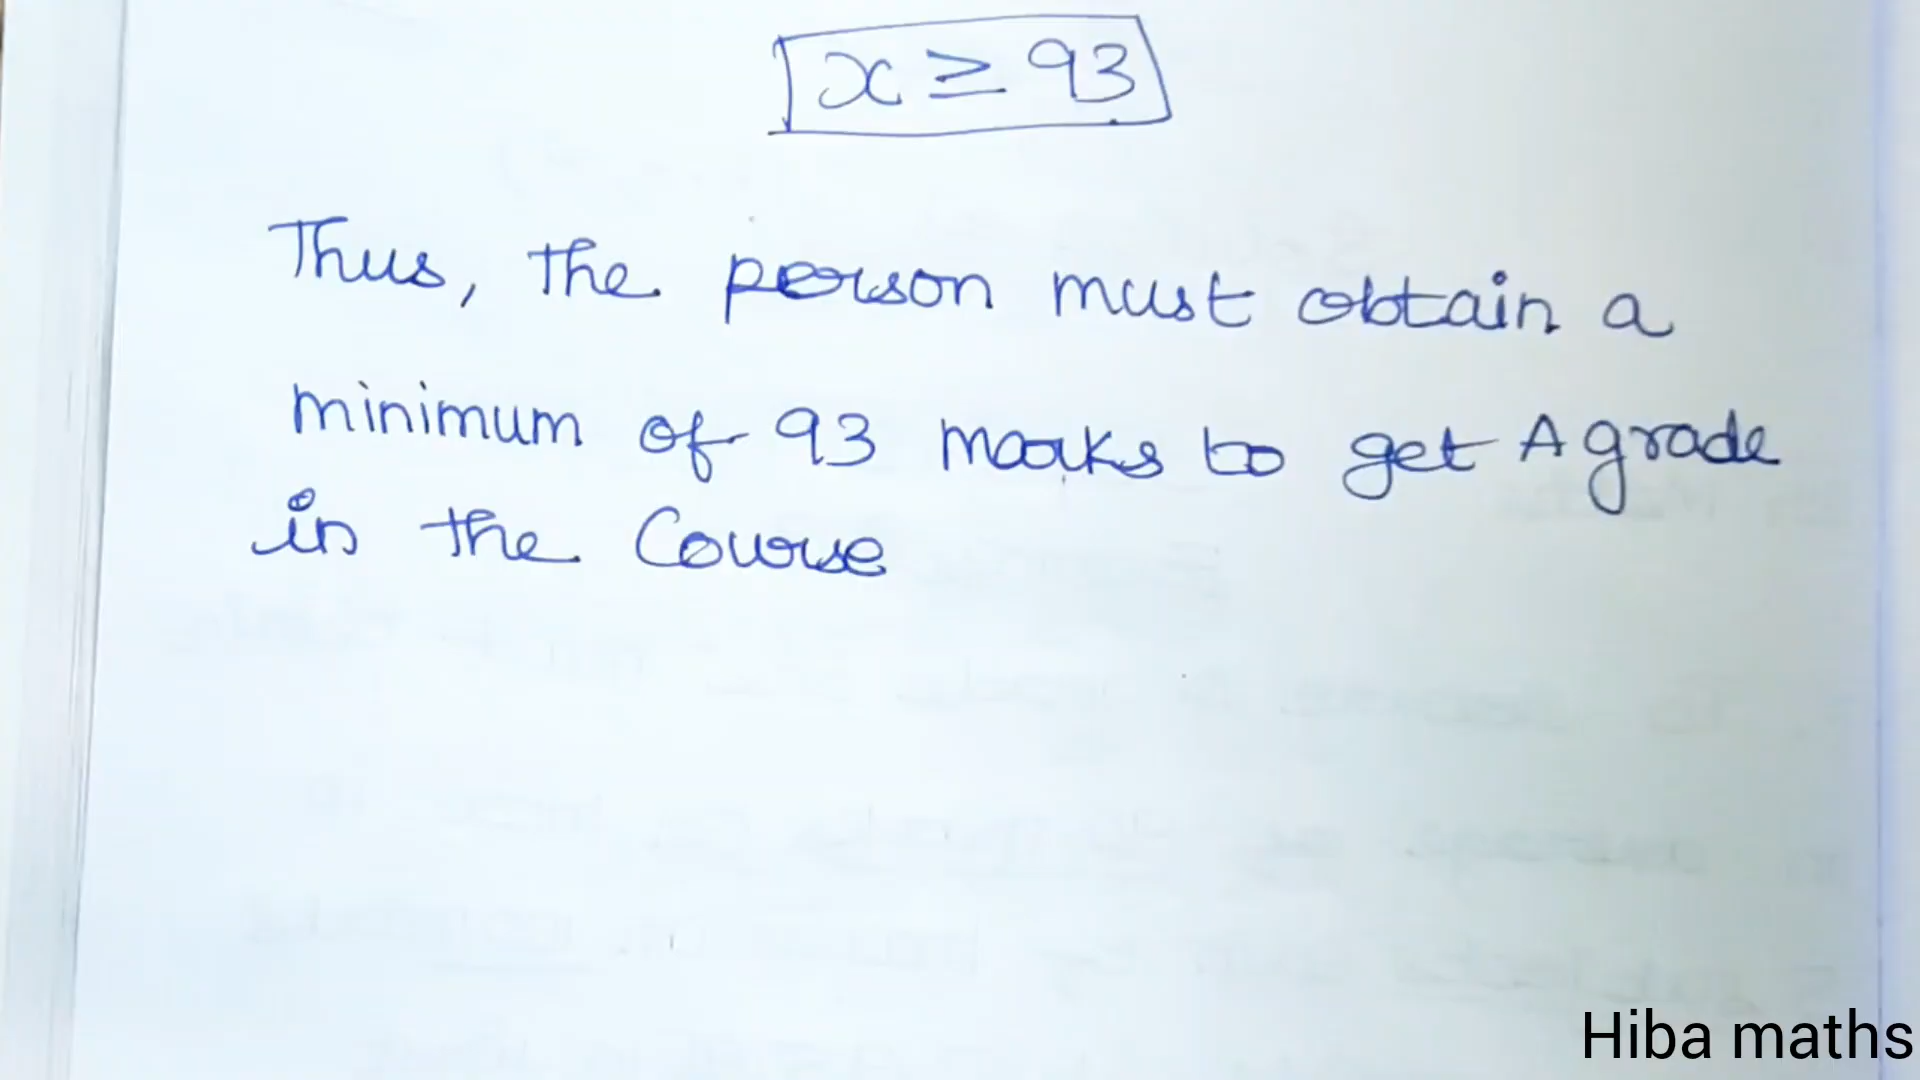 x ≥ 93
Thus, the person must obtain a
minimum of 93 marks to get A grade
in the Course
Hiba maths